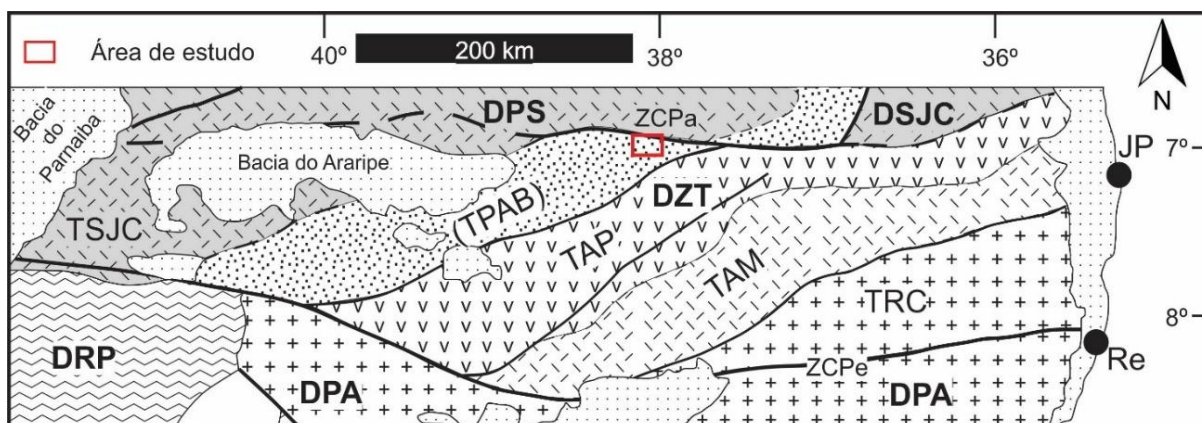 Área de estudo
40º
200 km
38º
36º
N
Bacia
do
Parnaíba
DPS
ZCPa
DSJC
JP
7º
Bacia do Araripe
(TPAB)
DZT
TSJC
TAP
TAM
TRC
8º
DRP
DPA
ZCPe
Re
DPA